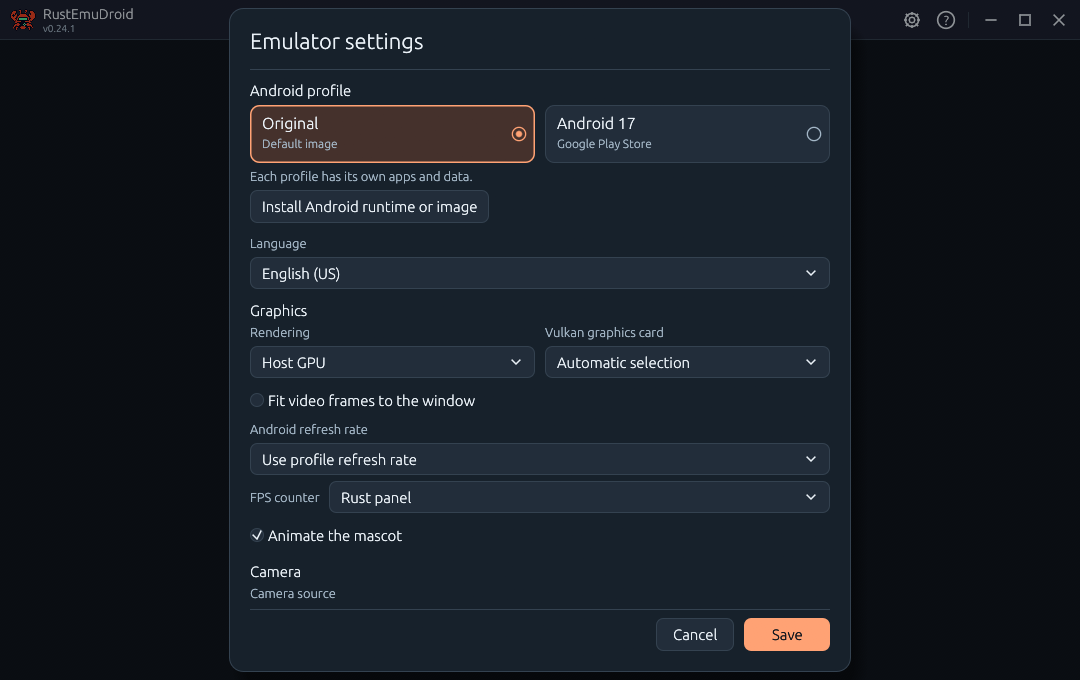 RustEmuDroid
v0.24.1
Emulator settings
Android profile
Original
Default image
Android 17
Google Play Store
Each profile has its own apps and data.
Install Android runtime or image
Language
English (US)
Graphics
Rendering
Vulkan graphics card
Host GPU
Automatic selection
Fit video frames to the window
Android refresh rate
Use profile refresh rate
FPS counter
Rust panel
Animate the mascot
Camera
Camera source
Cancel
Save